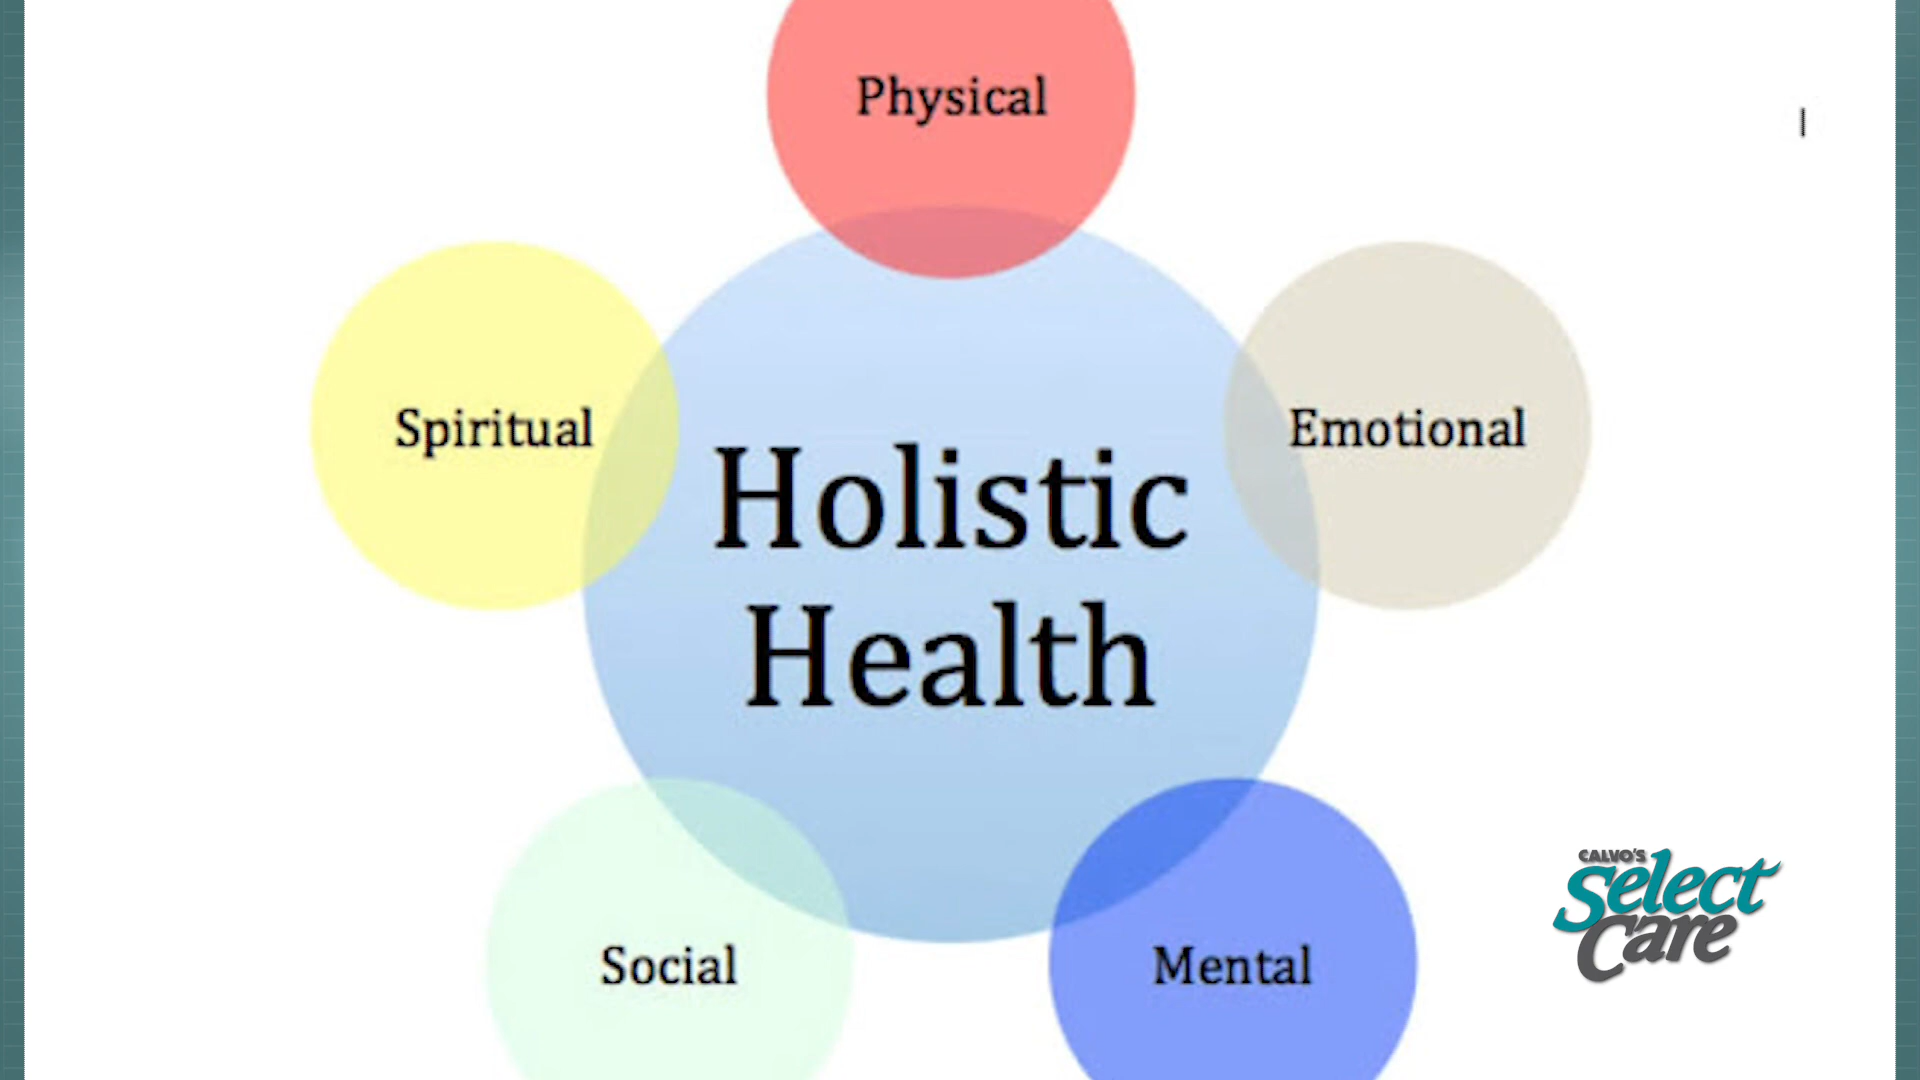 Physical
Spiritual
Emotional
Holistic
Health
Social
Mental
CALVO'S
Select
Care